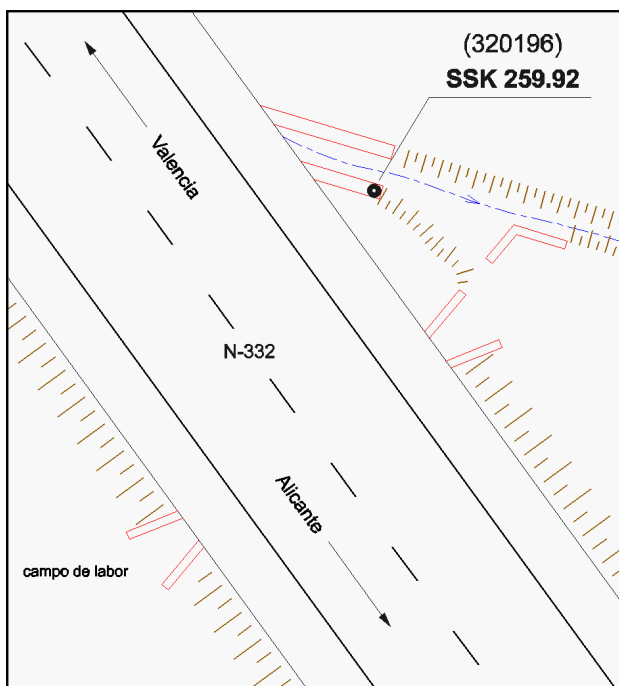 (320196)
SSK 259.92
Valencia
N-332
Alicante
campo de labor